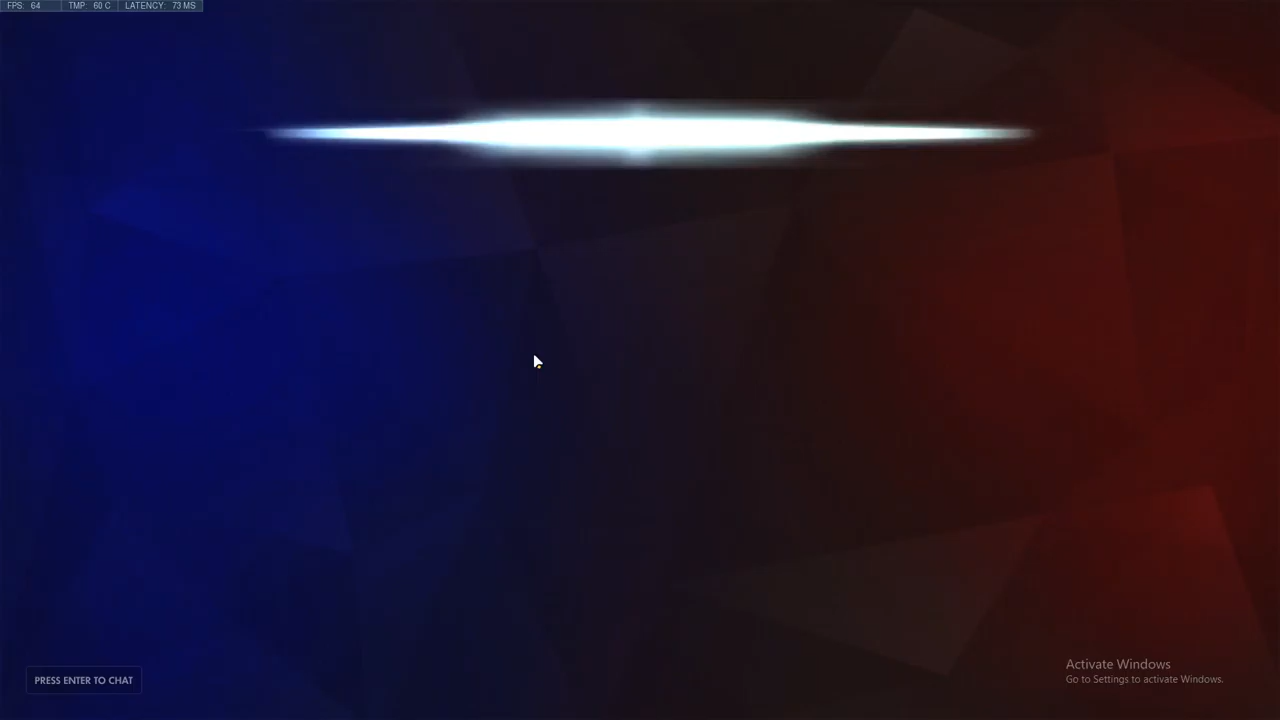 FPS: 64 TMP: 60 C LATENCY: 73 MS
PRESS ENTER TO CHAT
Activate Windows
Go to Settings to activate Windows.